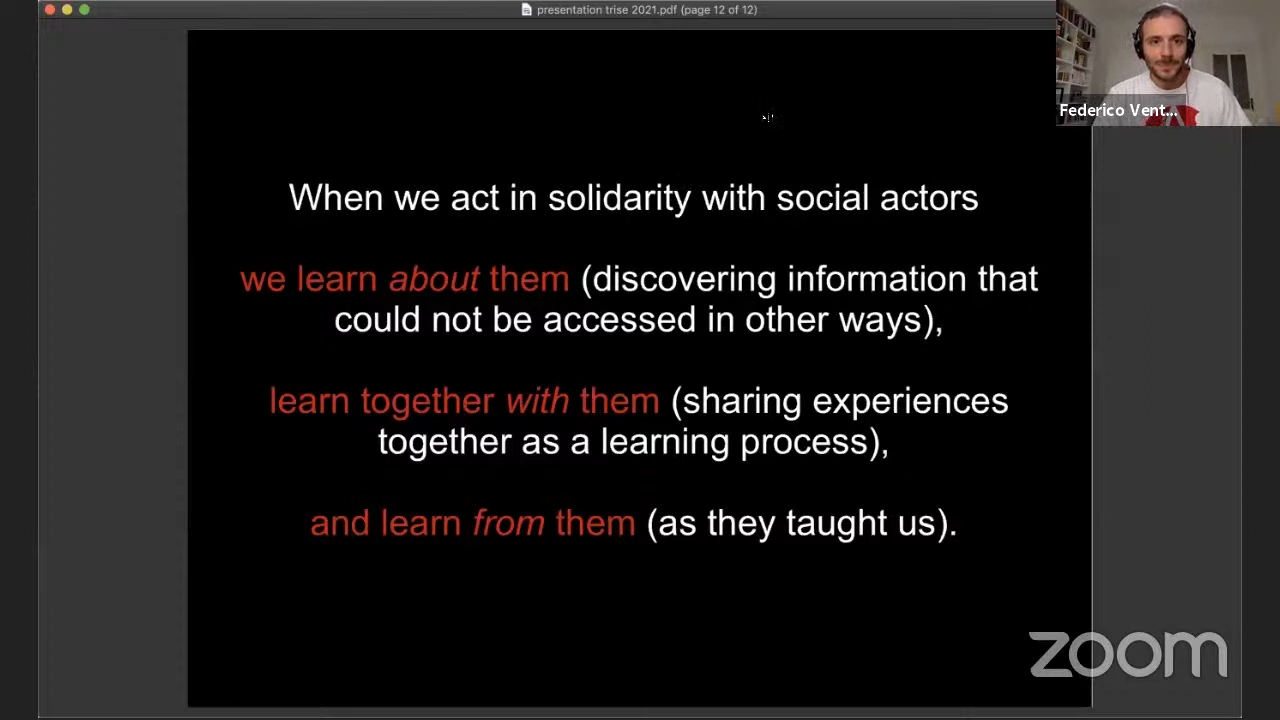 presentation trise 2021.pdf (page 12 of 12)
Federico Vent...
When we act in solidarity with social actors
we learn about them (discovering information that
could not be accessed in other ways),
learn together with them (sharing experiences
together as a learning process),
and learn from them (as they taught us).
zoom